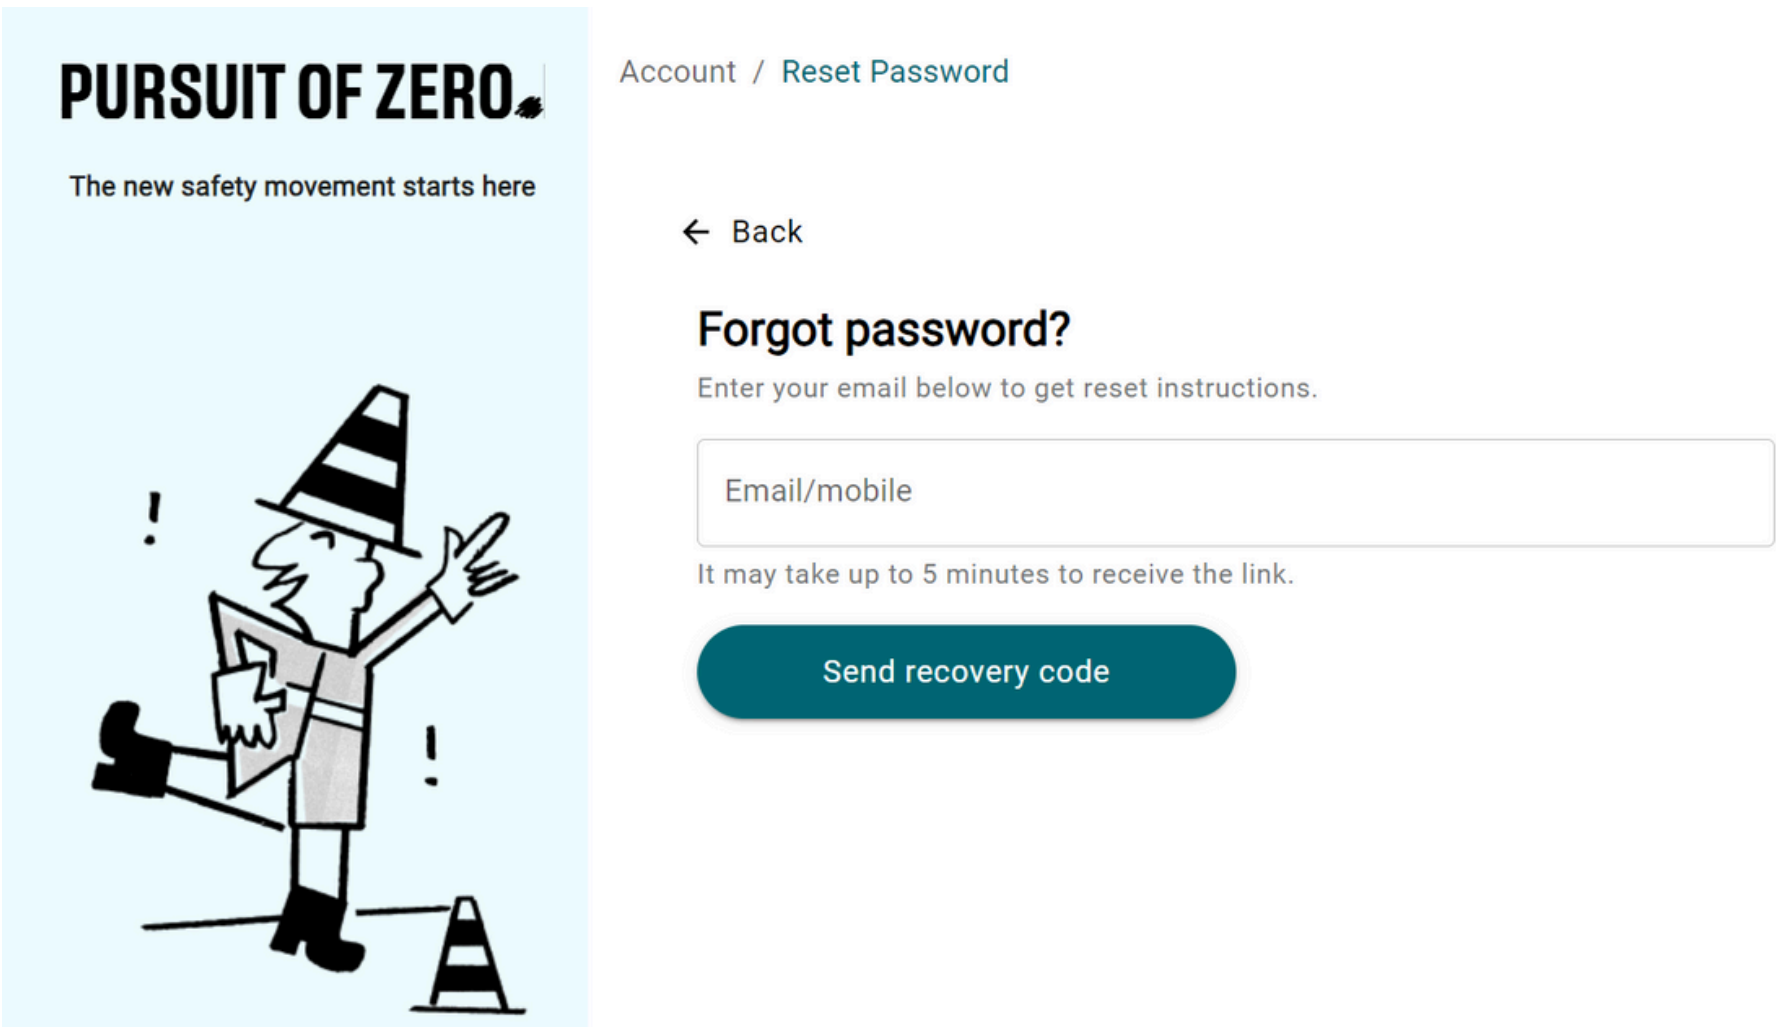 PURSUIT OF ZERO.
The new safety movement starts here
Account / Reset Password
← Back
Forgot password?
Enter your email below to get reset instructions.
Email/mobile
It may take up to 5 minutes to receive the link.
Send recovery code
!
!